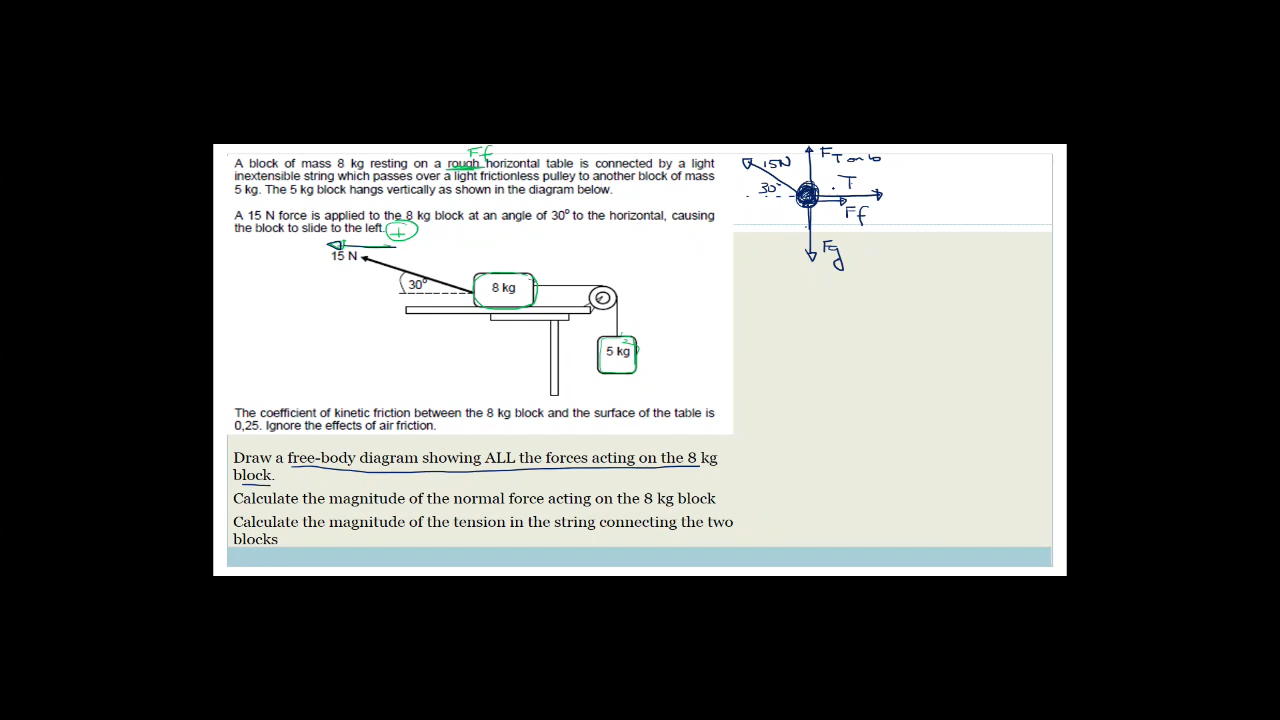 Ff
A block of mass 8 kg resting on a rough horizontal table is connected by a light
inextensible string which passes over a light frictionless pulley to another block of mass
5 kg. The 5 kg block hangs vertically as shown in the diagram below.
A 15 N force is applied to the 8 kg block at an angle of 30⁰ to the horizontal, causing
the block to slide to the left. +
15 N
30⁰
8 kg
5 kg
The coefficient of kinetic friction between the 8 kg block and the surface of the table is
0,25. Ignore the effects of air friction.
Draw a free-body diagram showing ALL the forces acting on the 8 kg
block.
Calculate the magnitude of the normal force acting on the 8 kg block
Calculate the magnitude of the tension in the string connecting the two
blocks
F T on b
15N
30°
T
Ff
Fg